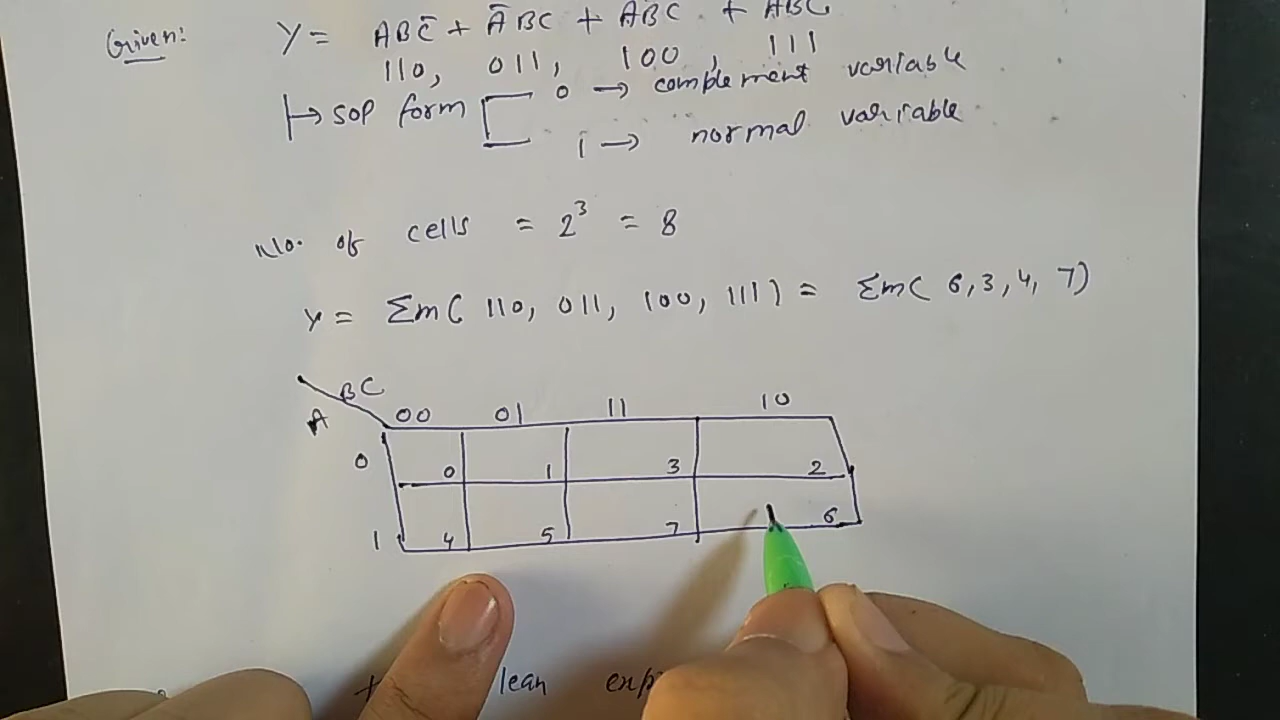 Given: Y = ABC̅ + A̅BC + ABC + ABC
110, 011, 100, 111
↦ SOP form [ 0 → complement variable
1 → normal variable
No. of cells = 2³ = 8
Y = Σm( 110, 011, 100, 111) = Σm( 6,3,4,7)
BC
A 00 01 11 10
0 0 1 3 2
1 4 5 7 6
lean